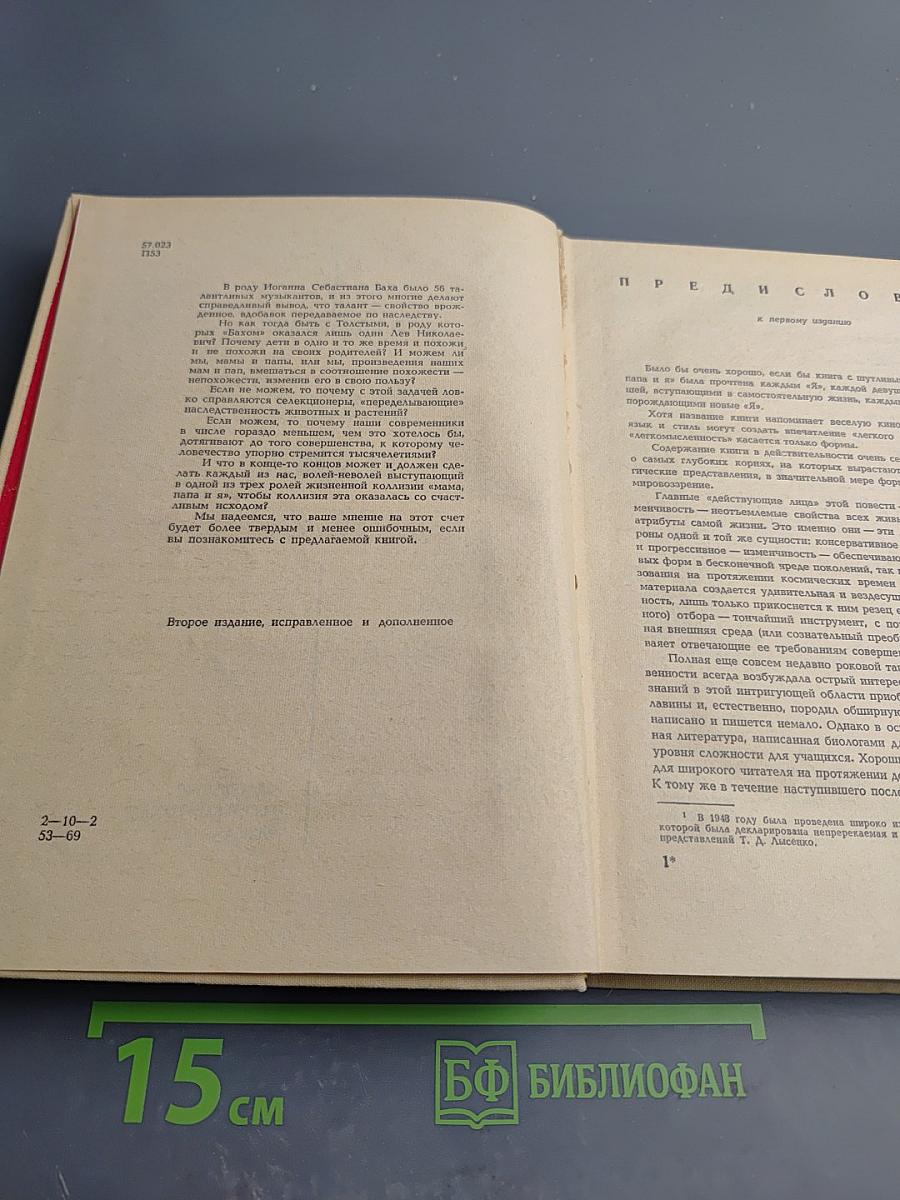 57.023
П53
В роду Иоганна Себастиана Баха было 56 та-
лантливых музыкантов, и из этого многие делают
справедливый вывод, что талант — свойство врож-
денное, вдобавок передаваемое по наследству.
Но как тогда быть с Толстыми, в роду кото-
рых «Бахом» оказался лишь один Лев Николае-
вич? Почему дети в одно и то же время и похожи
и не похожи на своих родителей? И можем ли
мы, мамы и папы, или мы, произведения наших
мам и пап, вмешаться в соотношение похожести —
непохожести, изменив его в свою пользу?
Если не можем, то почему с этой задачей лов-
ко справляются селекционеры, «переделывающие»
наследственность животных и растений?
Если можем, то почему наши современники
в числе гораздо меньшем, чем это хотелось бы,
дотягивают до того совершенства, к которому че-
ловечество упорно стремится тысячелетиями?
И что в конце-то концов может и должен сде-
лать каждый из нас, волей-неволей выступающий
в одной из трех ролей жизненной коллизии «мама,
папа и я», чтобы коллизия эта оказалась со счаст-
ливым исходом?
Мы надеемся, что ваше мнение на этот счет
будет более твердым и менее ошибочным, если
вы познакомитесь с предлагаемой книгой.
Второе издание, исправленное и дополненное
2—10—2
53—69
ПРЕДИСЛОВ
к первому изданию
Было бы очень хорошо, если бы книга с шутливы
папа и я» была прочтена каждым «Я», каждой девуш
шей, вступающими в самостоятельную жизнь, кажды
порождающими новые «Я».
Хотя название книги напоминает веселую кино
язык и стиль могут создать впечатление «легкого
«легкомысленность» касается только формы.
Содержание книги в действительности очень се
о самых глубоких корнях, на которых вырастают
гические представления, в значительной мере фор
мировоззрение.
Главные «действующие лица» этой повести
менчивость — неотъемлемые свойства всех жив
атрибуты самой жизни. Это именно они — эти
роны одной и той же сущности: консервативное
и прогрессивное — изменчивость — обеспечиваю
вых форм в бесконечной чреде поколений, так
зования на протяжении космических времен
материала создается удивительная и вездесущ
ность, лишь только прикоснется к ним резец е
ного) отбора — тончайший инструмент, с по
ная внешняя среда (или сознательный преоб
ваяет отвечающие ее требованиям соверше
Полная еще совсем недавно роковой та
венности всегда возбуждала острый интере
знаний в этой интригующей области приоб
лавины и, естественно, породил обширную
написано и пишется немало. Однако в ос
ная литература, написанная биологами д
уровня сложности для учащихся. Хорош
для широкого читателя на протяжении д
К тому же в течение наступившего после
1 В 1948 году была проведена широко из
которой была декларирована непререкаемая и
представлений Т. Д. Лысенко.
1*
15 см
БФ БИБЛИОФАН